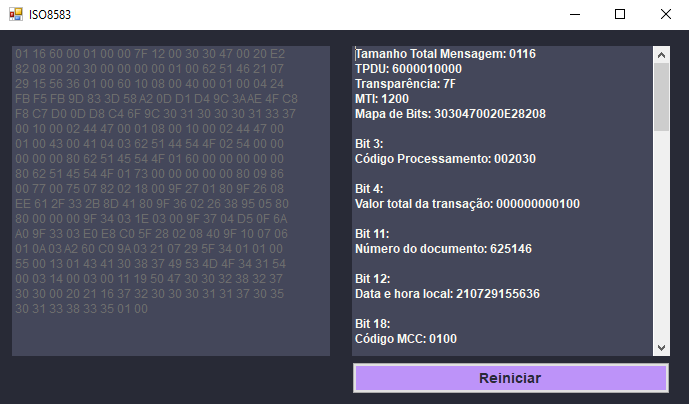 ISO8583
01 16 60 00 01 00 00 7F 12 00 30 30 47 00 20 E2
82 08 00 20 30 00 00 00 00 01 00 62 51 46 21 07
29 15 56 36 01 00 60 10 08 00 40 00 01 00 04 24
FB F5 FB 9D 83 3D 58 A2 0D D1 D4 9C 3AAE 4F C8
F8 C7 D0 0D D8 C4 6F 9C 30 31 30 30 30 31 33 37
00 10 00 02 44 47 00 01 08 00 10 00 02 44 47 00
01 00 43 00 41 04 03 62 51 44 54 4F 02 54 00 00
00 00 00 80 62 51 45 54 4F 01 60 00 00 00 00 00
80 62 51 45 54 4F 01 73 00 00 00 00 00 80 09 86
00 77 00 75 07 82 02 18 00 9F 27 01 80 9F 26 08
EE 61 2F 33 2B 8D 41 80 9F 36 02 26 38 95 05 80
80 00 00 00 9F 34 03 1E 03 00 9F 37 04 D5 0F 6A
A0 9F 33 03 E0 E8 C0 5F 28 02 08 40 9F 10 07 06
01 0A 03 A2 60 C0 9A 03 21 07 29 5F 34 01 01 00
55 00 13 01 43 41 30 38 37 49 53 4D 4F 34 31 54
00 03 14 00 03 00 11 19 50 47 30 30 32 38 32 37
30 30 00 20 21 16 37 32 30 30 30 31 31 37 30 35
30 31 33 38 33 35 01 00
Tamanho Total Mensagem: 0116
TPDU: 6000010000
Transparência: 7F
MTI: 1200
Mapa de Bits: 3030470020E28208
Bit 3:
Código Processamento: 002030
Bit 4:
Valor total da transação: 000000000100
Bit 11:
Número do documento: 625146
Bit 12:
Data e hora local: 210729155636
Bit 18:
Código MCC: 0100
Reiniciar